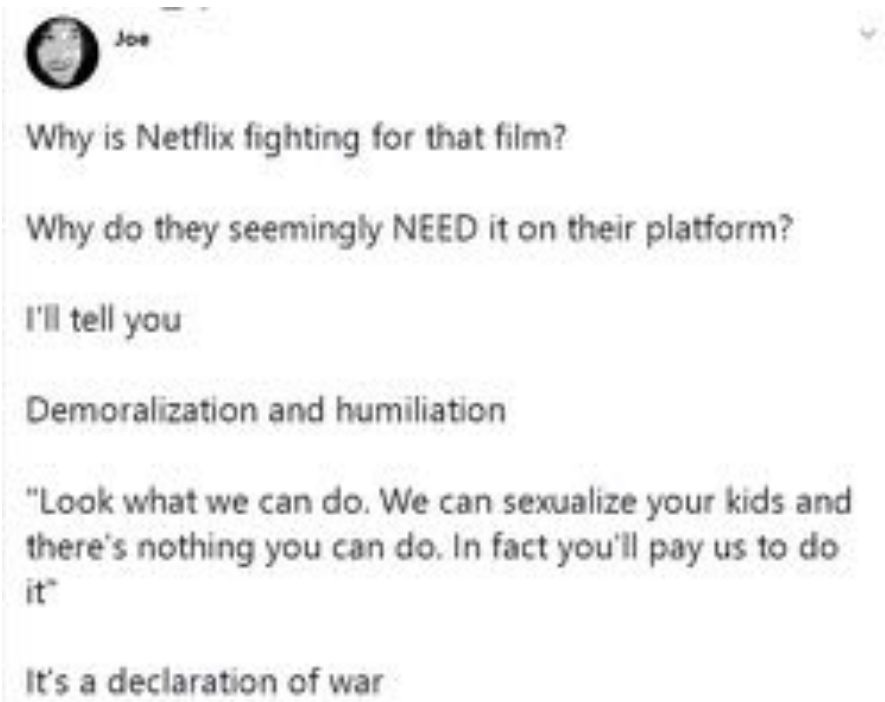 Joe
Why is Netflix fighting for that film?
Why do they seemingly NEED it on their platform?
I'll tell you
Demoralization and humiliation
"Look what we can do. We can sexualize your kids and
there's nothing you can do. In fact you'll pay us to do
it"
It's a declaration of war